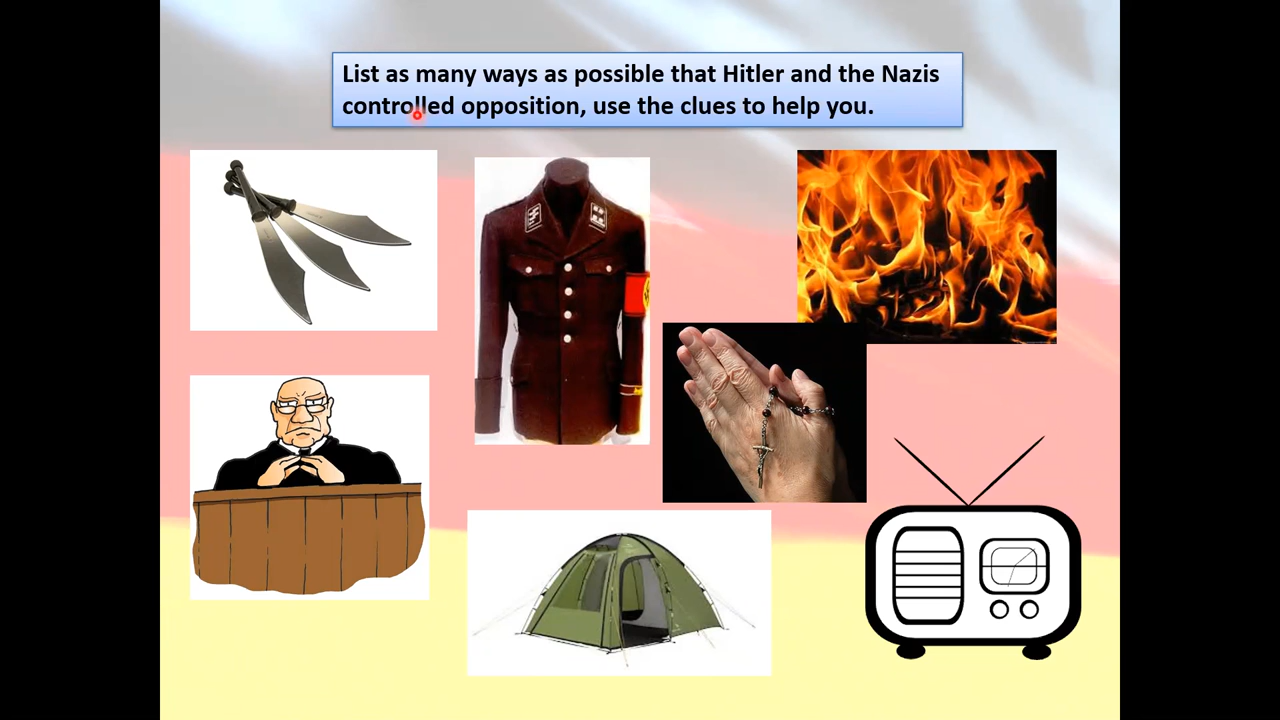 List as many ways as possible that Hitler and the Nazis
controlled opposition, use the clues to help you.